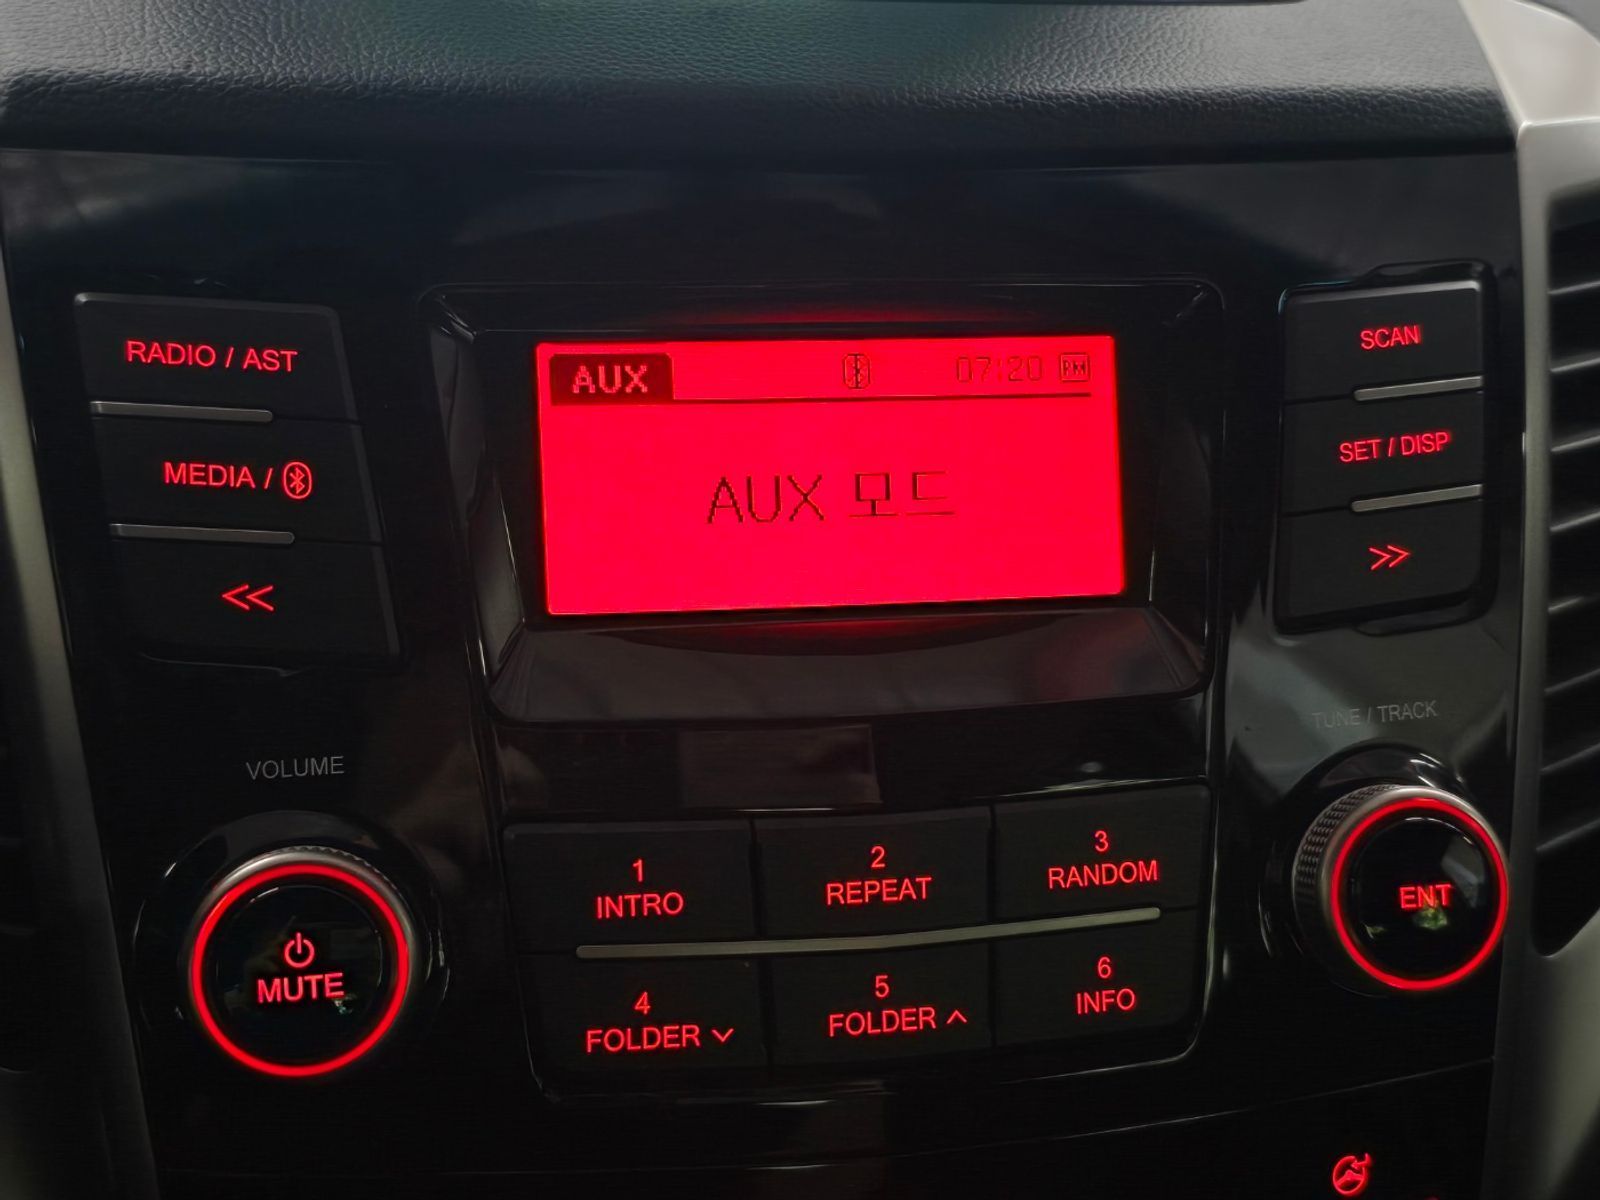 RADIO / AST
MEDIA /
<<
AUX
07:20 PM
AUX 모드
SCAN
SET / DISP
>>
VOLUME
MUTE
1
INTRO
2
REPEAT
3
RANDOM
4
FOLDER ∨
5
FOLDER ∧
6
INFO
TUNE / TRACK
ENT